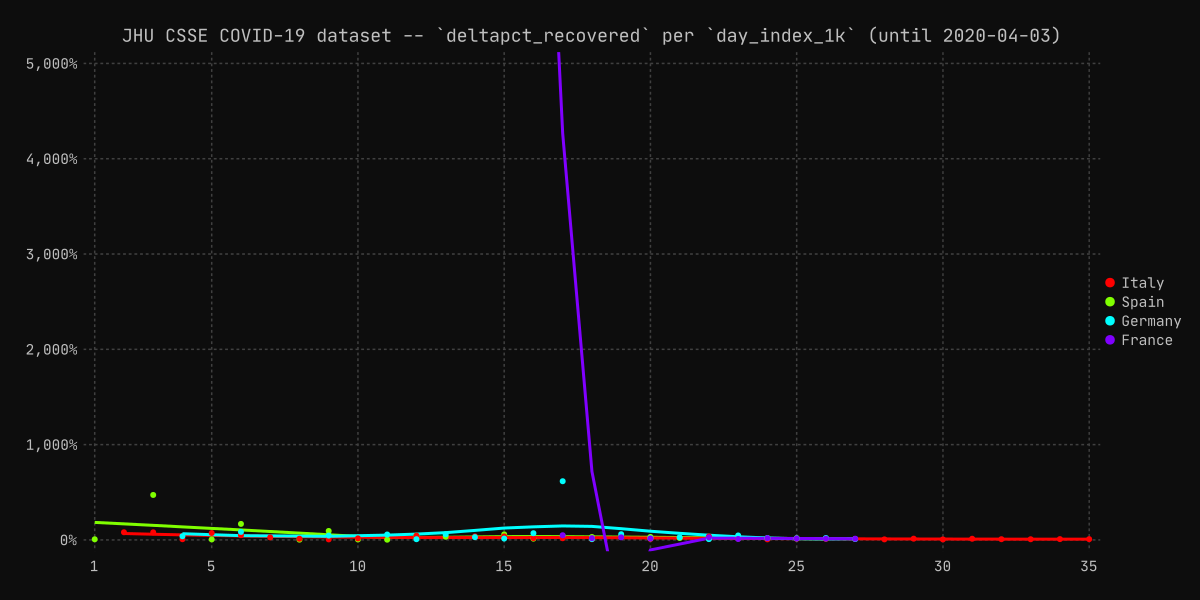 JHU CSSE COVID-19 dataset -- `deltapct_recovered` per `day_index_1k` (until 2020-04-03)
5,000%
4,000%
3,000%
2,000%
1,000%
0%
1 5 10 15 20 25 30 35
Italy
Spain
Germany
France